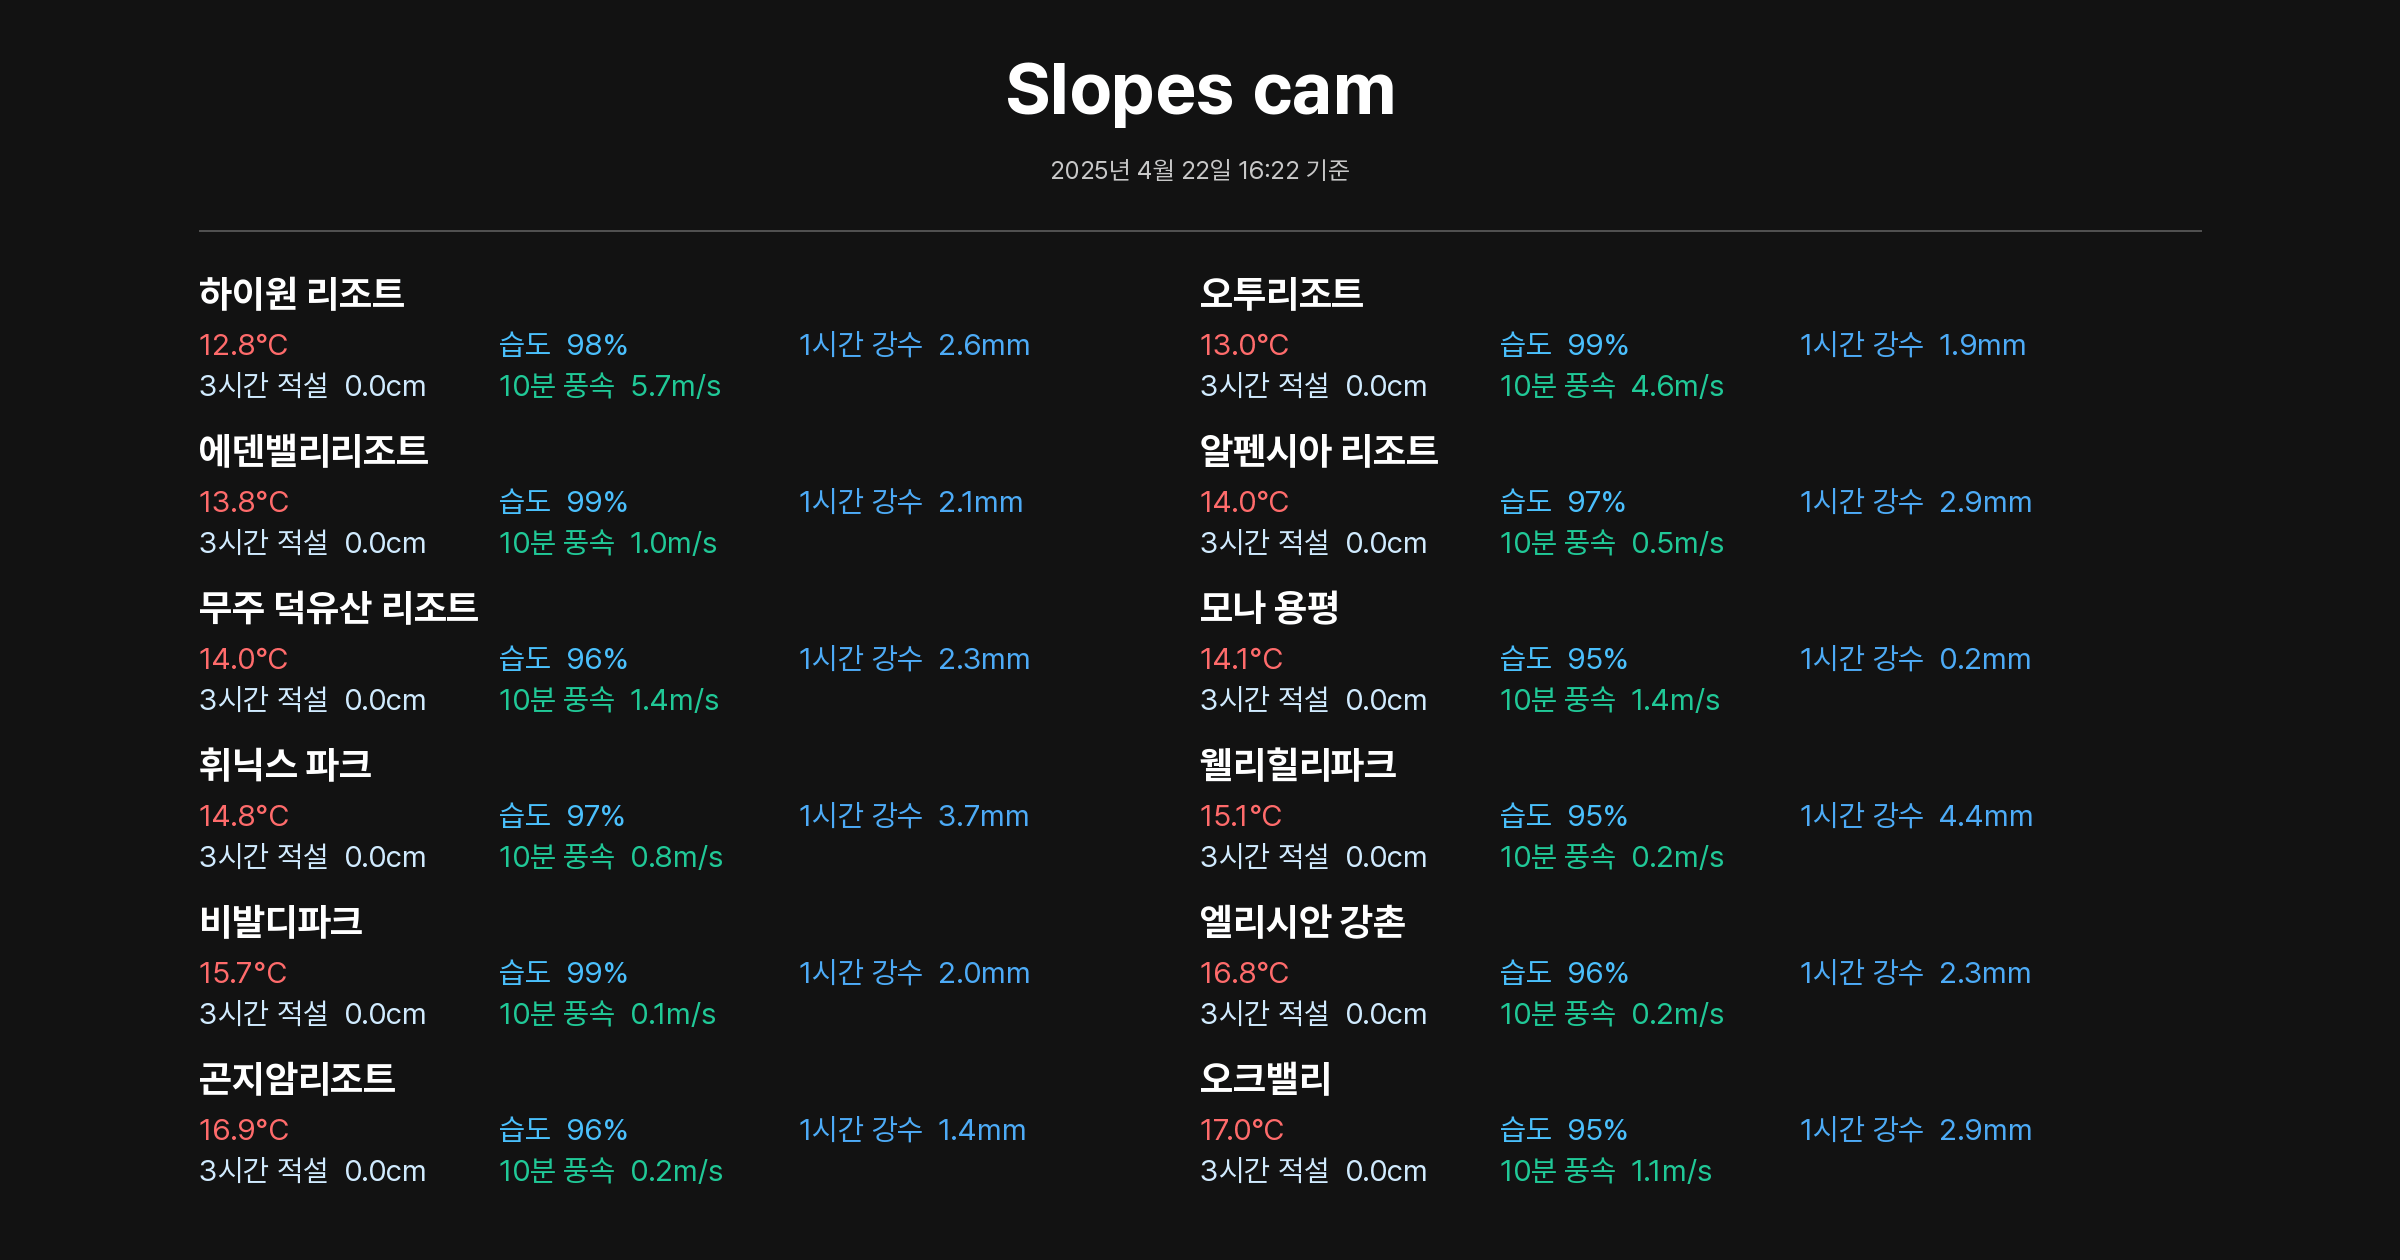 Slopes cam
2025년 4월 22일 16:22 기준
하이원 리조트
12.8°C 습도 98% 1시간 강수 2.6mm
3시간 적설 0.0cm 10분 풍속 5.7m/s
오투리조트
13.0°C 습도 99% 1시간 강수 1.9mm
3시간 적설 0.0cm 10분 풍속 4.6m/s
에덴밸리리조트
13.8°C 습도 99% 1시간 강수 2.1mm
3시간 적설 0.0cm 10분 풍속 1.0m/s
알펜시아 리조트
14.0°C 습도 97% 1시간 강수 2.9mm
3시간 적설 0.0cm 10분 풍속 0.5m/s
무주 덕유산 리조트
14.0°C 습도 96% 1시간 강수 2.3mm
3시간 적설 0.0cm 10분 풍속 1.4m/s
모나 용평
14.1°C 습도 95% 1시간 강수 0.2mm
3시간 적설 0.0cm 10분 풍속 1.4m/s
휘닉스 파크
14.8°C 습도 97% 1시간 강수 3.7mm
3시간 적설 0.0cm 10분 풍속 0.8m/s
웰리힐리파크
15.1°C 습도 95% 1시간 강수 4.4mm
3시간 적설 0.0cm 10분 풍속 0.2m/s
비발디파크
15.7°C 습도 99% 1시간 강수 2.0mm
3시간 적설 0.0cm 10분 풍속 0.1m/s
엘리시안 강촌
16.8°C 습도 96% 1시간 강수 2.3mm
3시간 적설 0.0cm 10분 풍속 0.2m/s
곤지암리조트
16.9°C 습도 96% 1시간 강수 1.4mm
3시간 적설 0.0cm 10분 풍속 0.2m/s
오크밸리
17.0°C 습도 95% 1시간 강수 2.9mm
3시간 적설 0.0cm 10분 풍속 1.1m/s